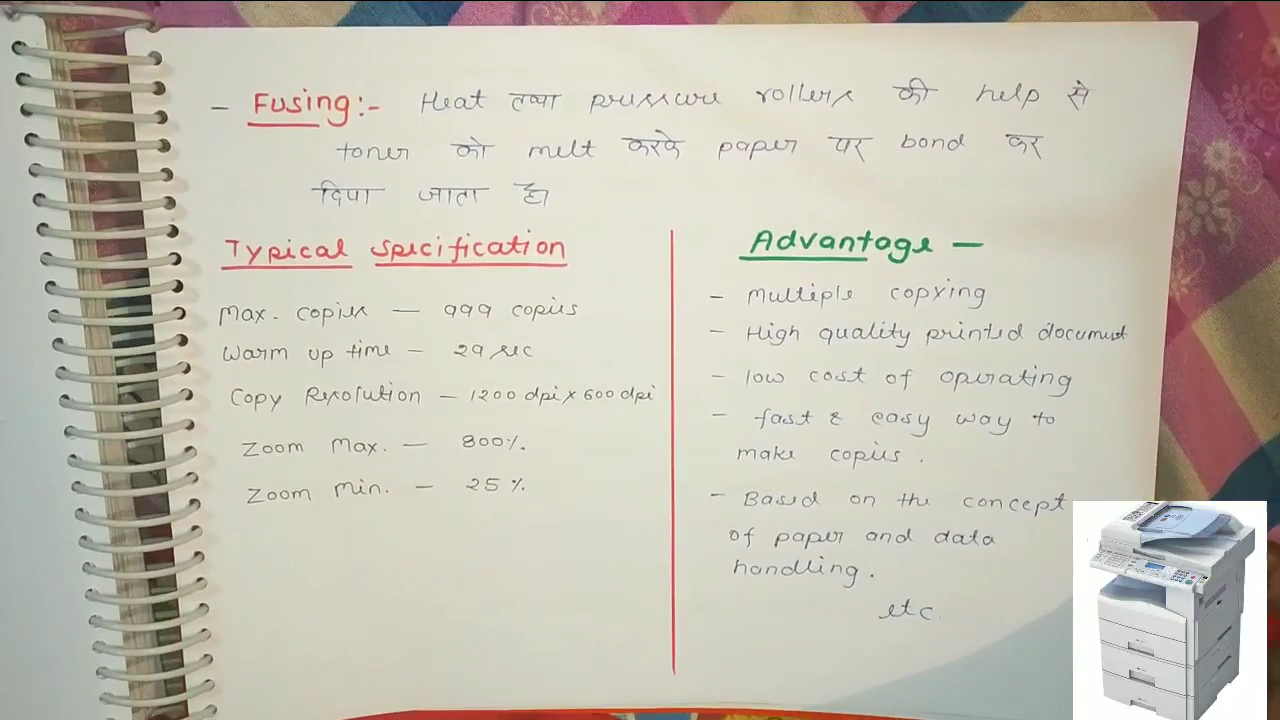 - Fusing:- Heat तथा pressure rollers की help से
toner को melt करके paper पर bond कर
दिया जाता है।
Typical Specification
Max. copies — 999 copies
Warm up time - 29 sec
Copy Resolution - 1200 dpi x 600 dpi
Zoom Max. — 800%.
Zoom Min. - 25%.
Advantage —
- Multiple copying
- High quality printed document
- low cost of operating
- fast & easy way to
make copies.
- Based on the concept
of paper and data
handling.
etc.